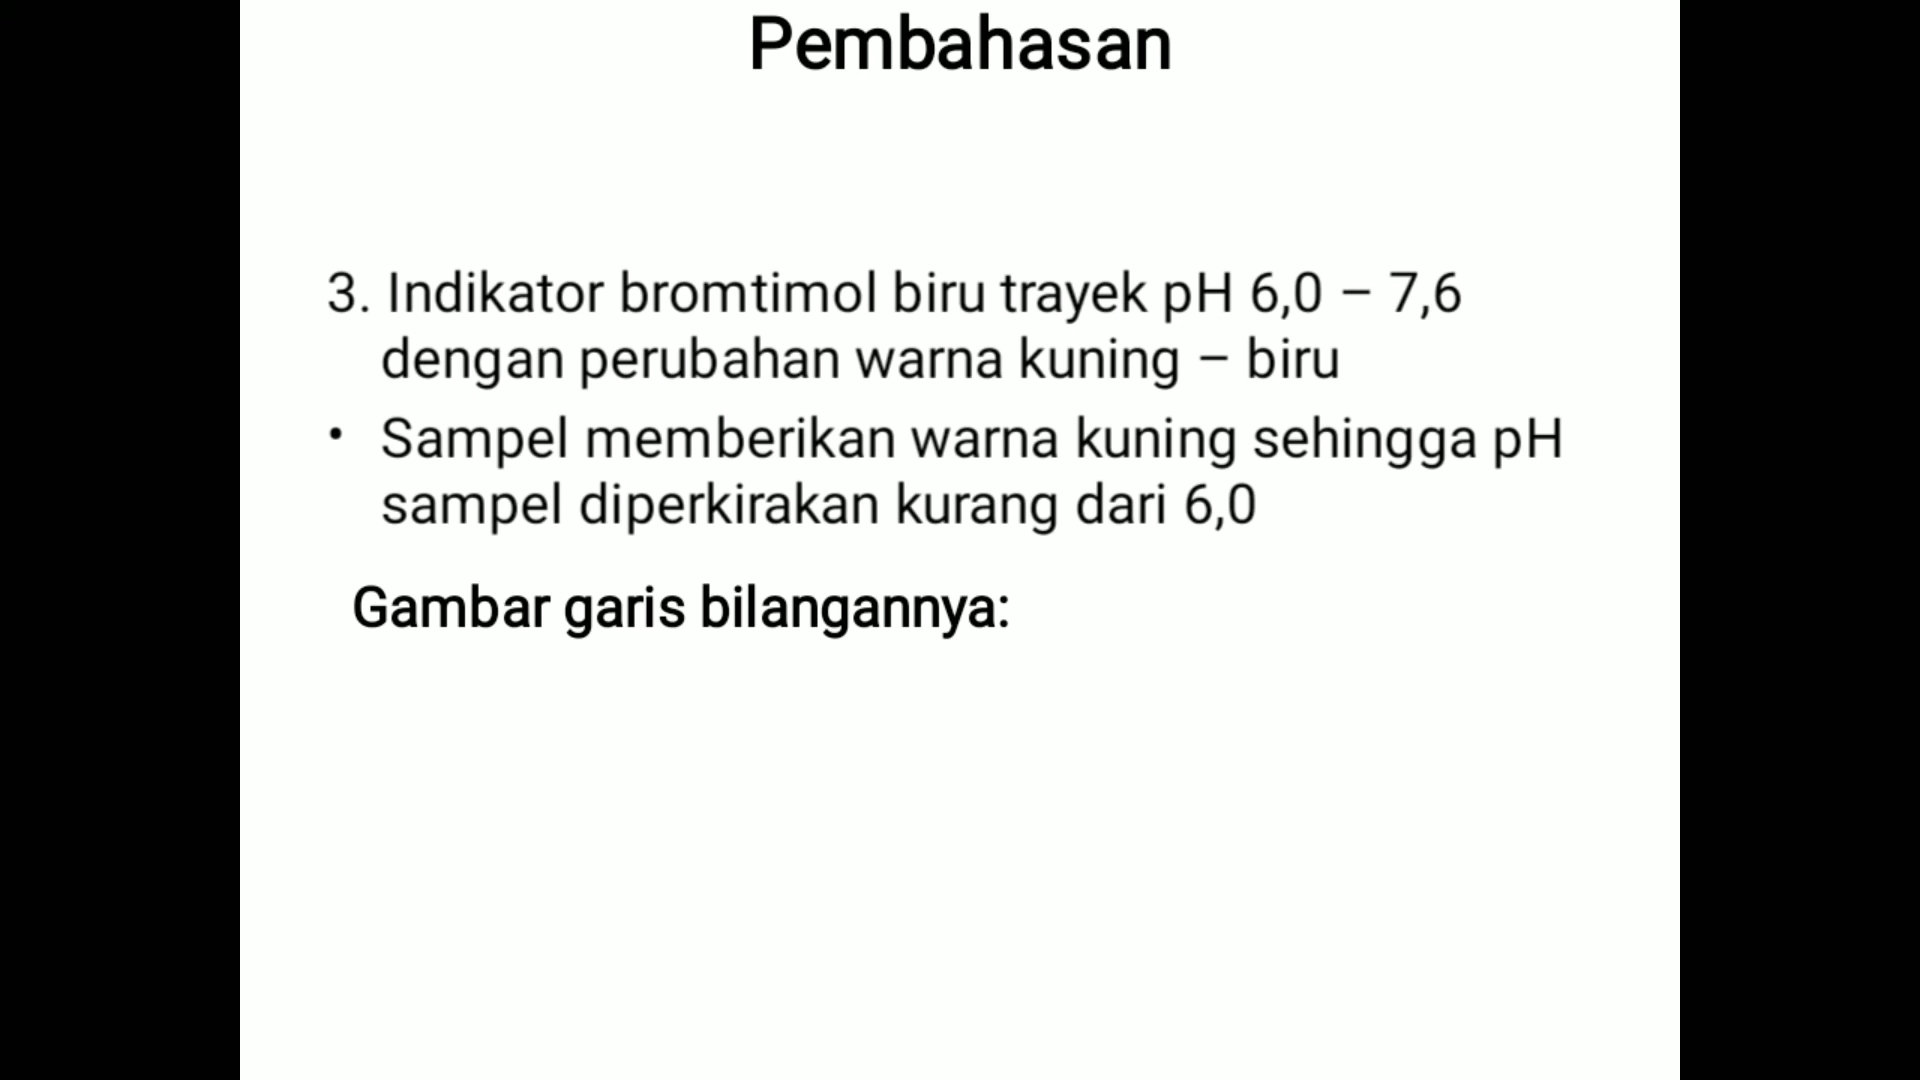 Pembahasan
3. Indikator bromtimol biru trayek pH 6,0 – 7,6
dengan perubahan warna kuning – biru
• Sampel memberikan warna kuning sehingga pH
sampel diperkirakan kurang dari 6,0
Gambar garis bilangannya: